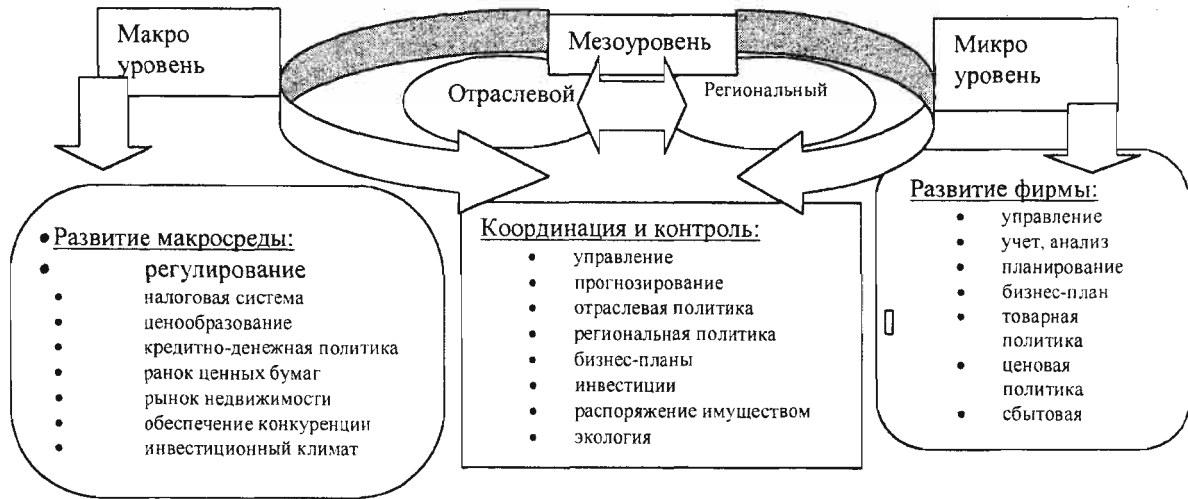 Макро
уровень
Мезоуровень
Микро
уровень
Отраслевой
Региональный
• Развитие макросреды:
• регулирование
• налоговая система
• ценообразование
• кредитно-денежная политика
• ранок ценных бумаг
• рынок недвижимости
• обеспечение конкуренции
• инвестиционный климат
Координация и контроль:
• управление
• прогнозирование
• отраслевая политика
• региональная политика
• бизнес-планы
• инвестиции
• распоряжение имуществом
• экология
Развитие фирмы:
• управление
• учет, анализ
• планирование
• бизнес-план
• товарная
политика
• ценовая
политика
• сбытовая